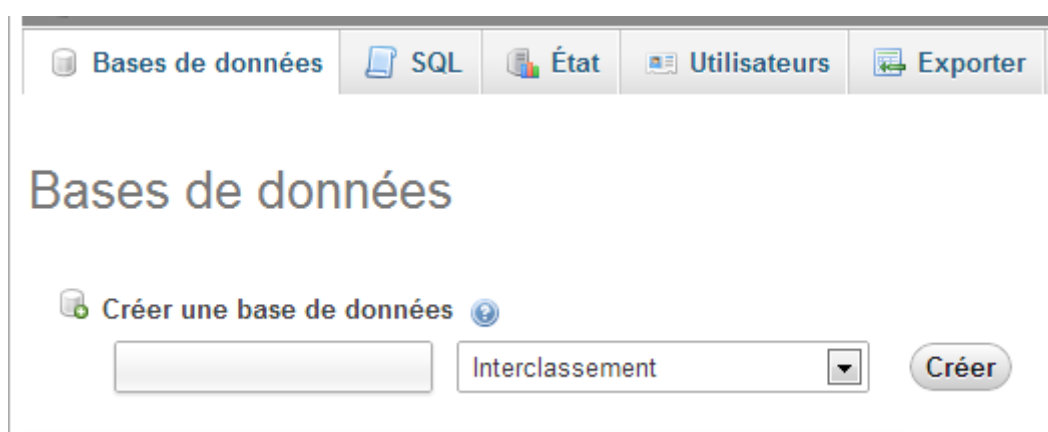 Bases de données SQL État Utilisateurs Exporter
Bases de données
Créer une base de données
Interclassement Créer